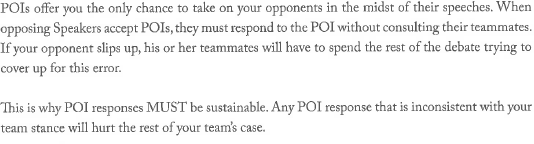 POIs offer you the only chance to take on your opponents in the midst of their speeches. When
opposing Speakers accept POIs, they must respond to the POI without consulting their teammates.
If your opponent slips up, his or her teammates will have to spend the rest of the debate trying to
cover up for this error.
This is why POI responses MUST be sustainable. Any POI response that is inconsistent with your
team stance will hurt the rest of your team's case.